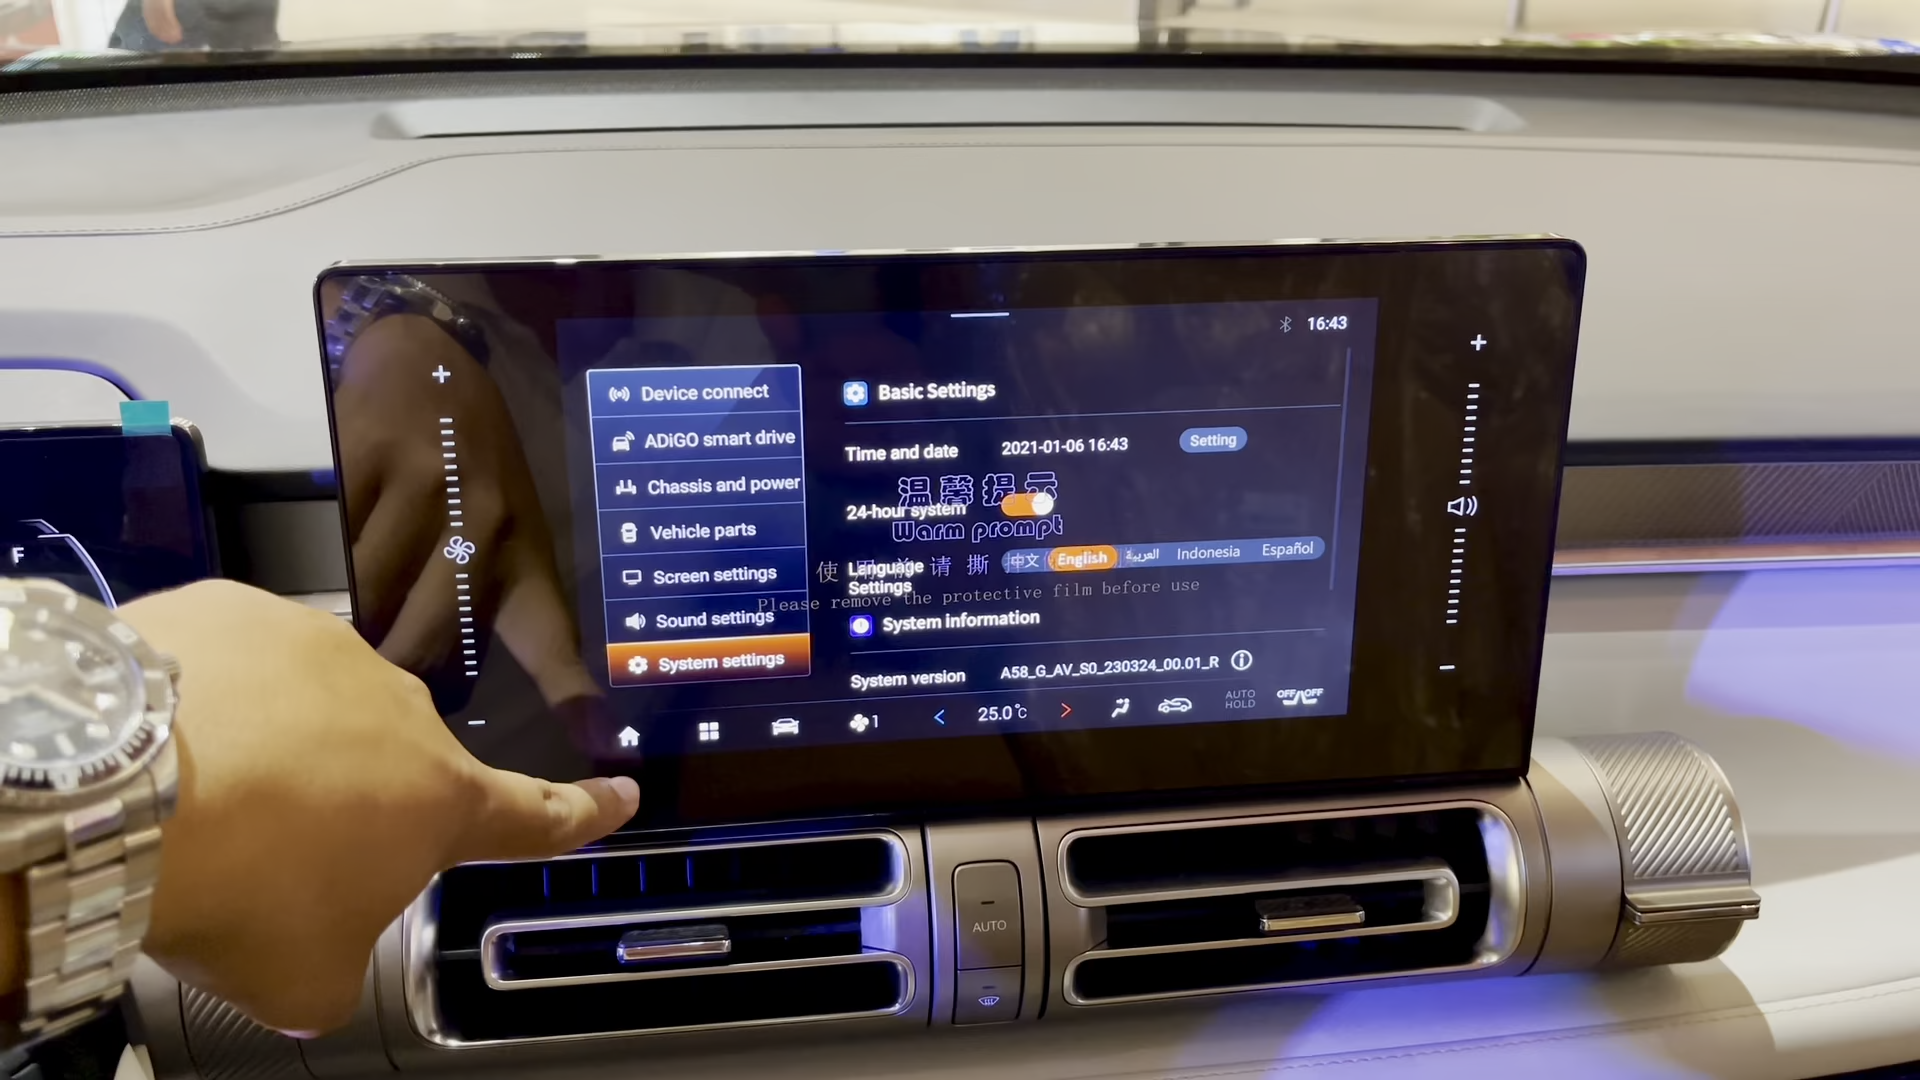 16:43
Device connect
ADiGO smart drive
Chassis and power
Vehicle parts
Screen settings
Sound settings
System settings
Basic Settings
Time and date 2021-01-06 16:43 Setting
温馨提示
24-hour system
Warm prompt
使用前请撕
Language Settings 中文 English العربية Indonesia Español
Please remove the protective film before use
System information
System version A58_G_AV_S0_230324_00.01_R
1 < 25.0°C > AUTO HOLD OFF OFF
F
AUTO